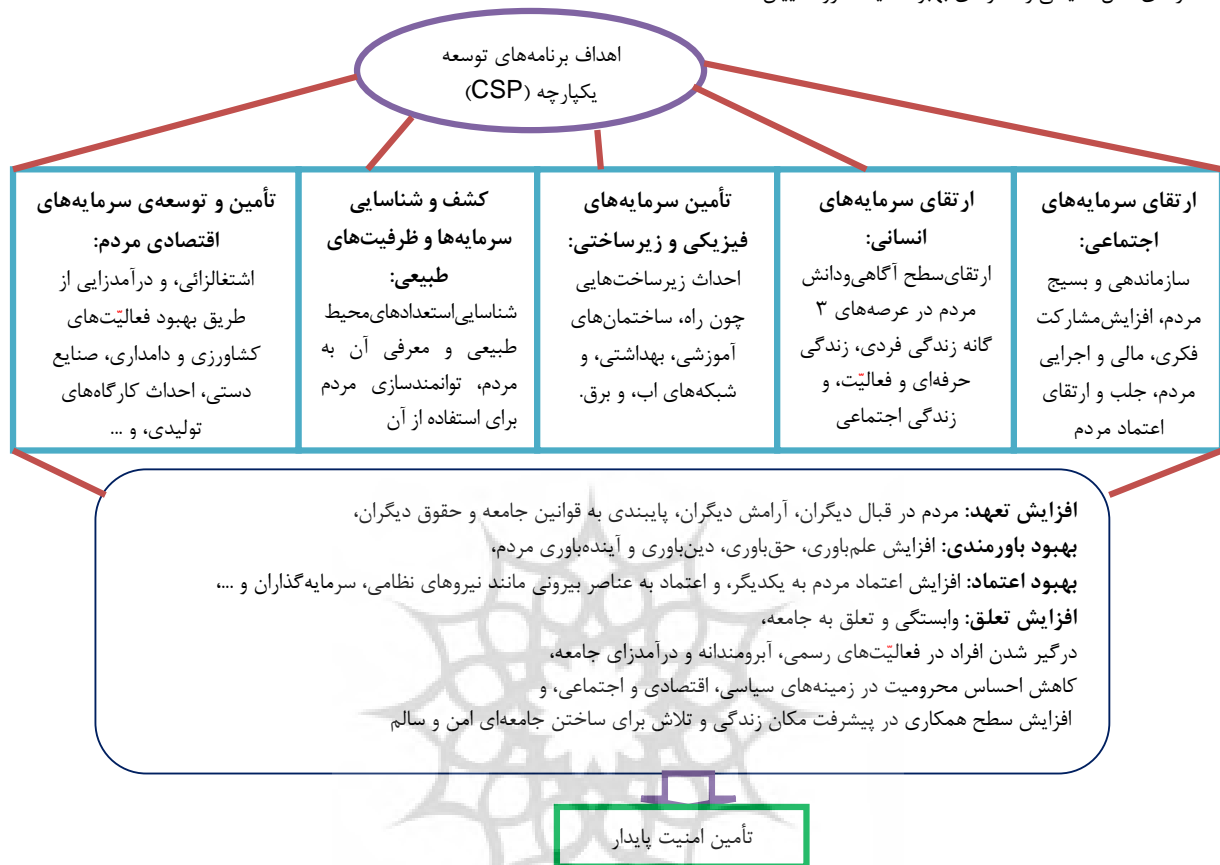 اهداف برنامه‌های توسعه
یکپارچه (CSP)
ارتقای سرمایه‌های
اجتماعی:
سازماندهی و بسیج
مردم، افزایش‌مشارکت
فکری، مالی و اجرایی
مردم، جلب و ارتقای
اعتماد مردم
ارتقای سرمایه‌های
انسانی:
ارتقای‌سطح آگاهی‌ودانش
مردم در عرصه‌های ۳
گانه زندگی فردی، زندگی
حرفه‌ای و فعالیّت، و
زندگی اجتماعی
تأمین سرمایه‌های
فیزیکی و زیرساختی:
احداث زیرساخت‌هایی
چون راه، ساختمان‌های
آموزشی، بهداشتی، و
شبکه‌های اب، و برق.
کشف و شناسایی
سرمایه‌ها و ظرفیت‌های
طبیعی:
شناسایی‌استعدادهای‌محیط
طبیعی و معرفی آن به
مردم، توانمندسازی مردم
برای استفاده از آن
تأمین و توسعه‌ی سرمایه‌های
اقتصادی مردم:
اشتغالزائی، و درآمدزایی از
طریق بهبود فعالیّت‌های
کشاورزی و دامداری، صنایع
دستی، احداث کارگاه‌های
تولیدی، و ...
افزایش تعهد: مردم در قبال دیگران، آرامش دیگران، پایبندی به قوانین جامعه و حقوق دیگران،
بهبود باورمندی: افزایش علم‌باوری، حق‌باوری، دین‌باوری و آینده‌باوری مردم،
بهبود اعتماد: افزایش اعتماد مردم به یکدیگر، و اعتماد به عناصر بیرونی مانند نیروهای نظامی، سرمایه‌گذاران و ....،
افزایش تعلق: وابستگی و تعلق به جامعه،
درگیر شدن افراد در فعالیّت‌های رسمی، آبرومندانه و درآمدزای جامعه،
کاهش احساس محرومیت در زمینه‌های سیاسی، اقتصادی و اجتماعی، و
افزایش سطح همکاری در پیشرفت مکان زندگی و تلاش برای ساختن جامعه‌ای امن و سالم
تأمین امنیت پایدار